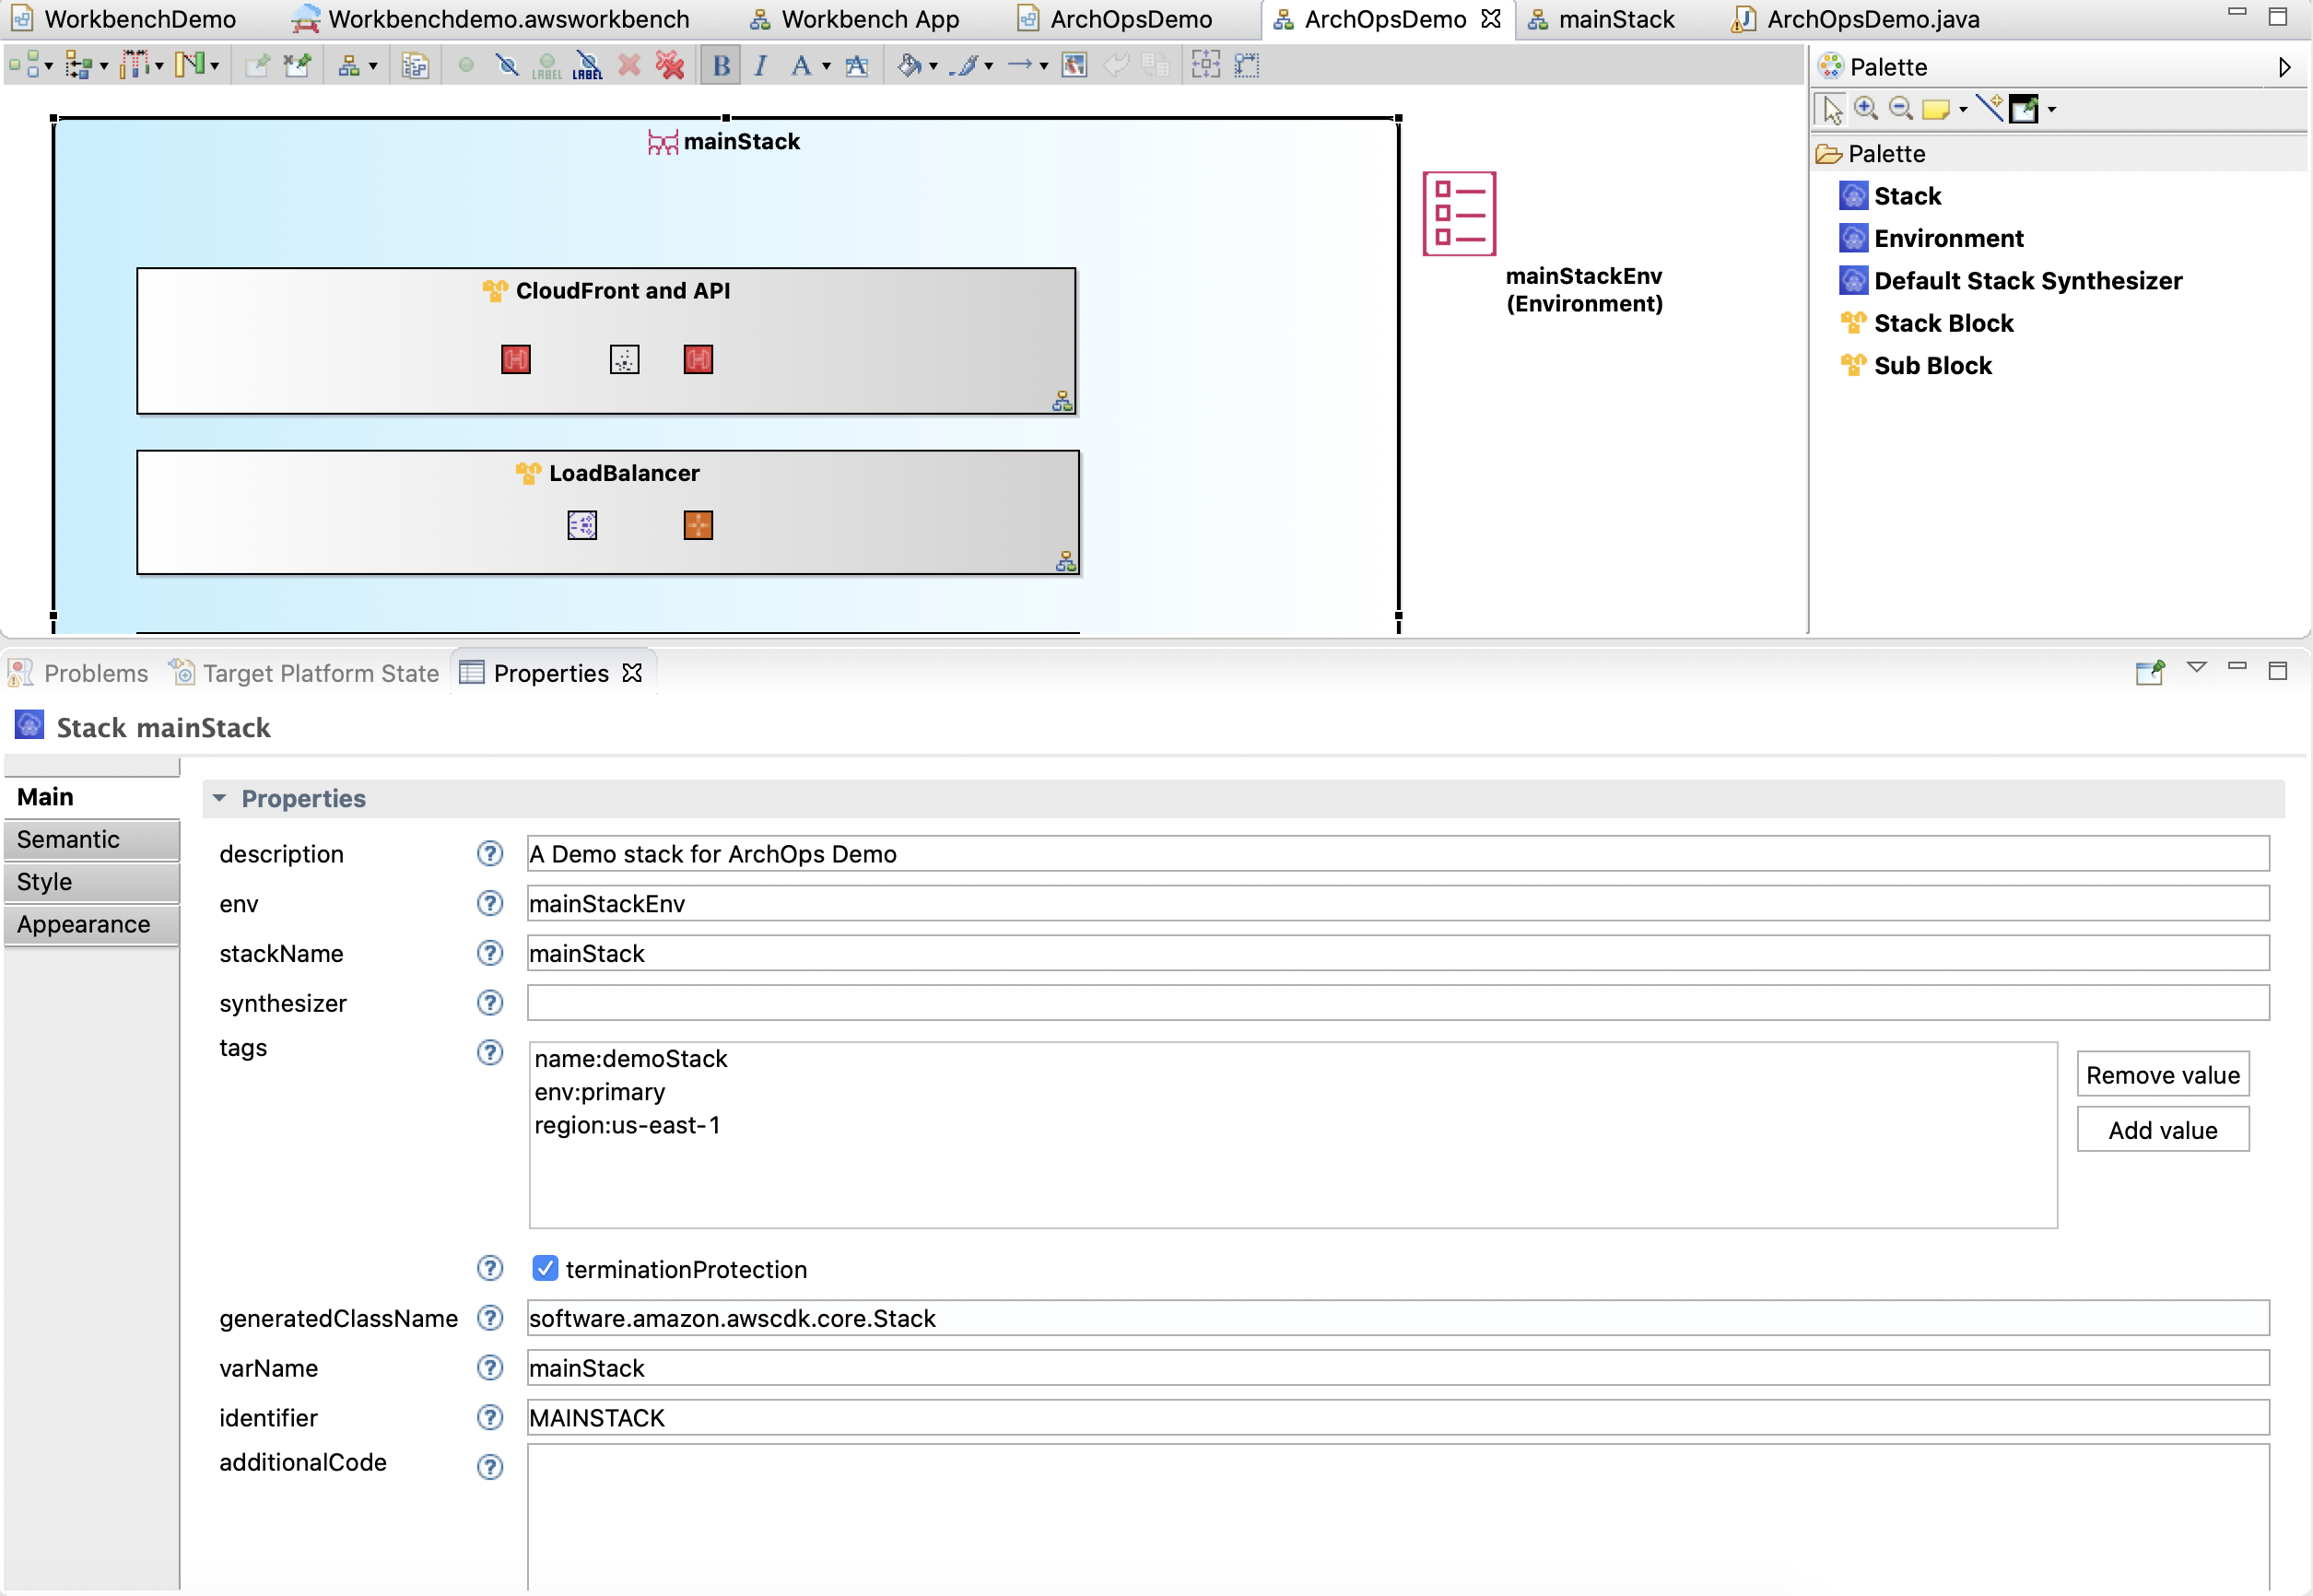 WorkbenchDemo
Workbenchdemo.awsworkbench
Workbench App
ArchOpsDemo
ArchOpsDemo
mainStack
ArchOpsDemo.java
LABEL
LABEL
B
I
A
A
Palette
Palette
Stack
Environment
Default Stack Synthesizer
Stack Block
Sub Block
mainStack
mainStackEnv
(Environment)
CloudFront and API
LoadBalancer
Problems
Target Platform State
Properties
Stack mainStack
Main
Semantic
Style
Appearance
Properties
description
A Demo stack for ArchOps Demo
env
mainStackEnv
stackName
mainStack
synthesizer
tags
name:demoStack
env:primary
region:us-east-1
Remove value
Add value
terminationProtection
generatedClassName
software.amazon.awscdk.core.Stack
varName
mainStack
identifier
MAINSTACK
additionalCode